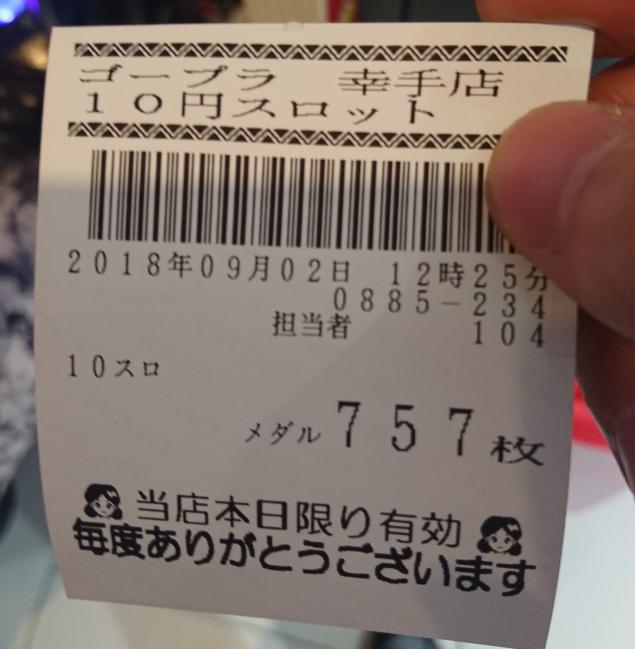 ゴープラ 幸手店
10円スロット
2018年09月02日 12時25分
0885-234
担当者 104
10スロ
メダル 757枚
当店本日限り有効
毎度ありがとうございます